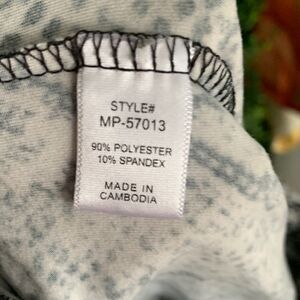 STYLE#
MP-57013
90% POLYESTER
10% SPANDEX
MADE IN
CAMBODIA